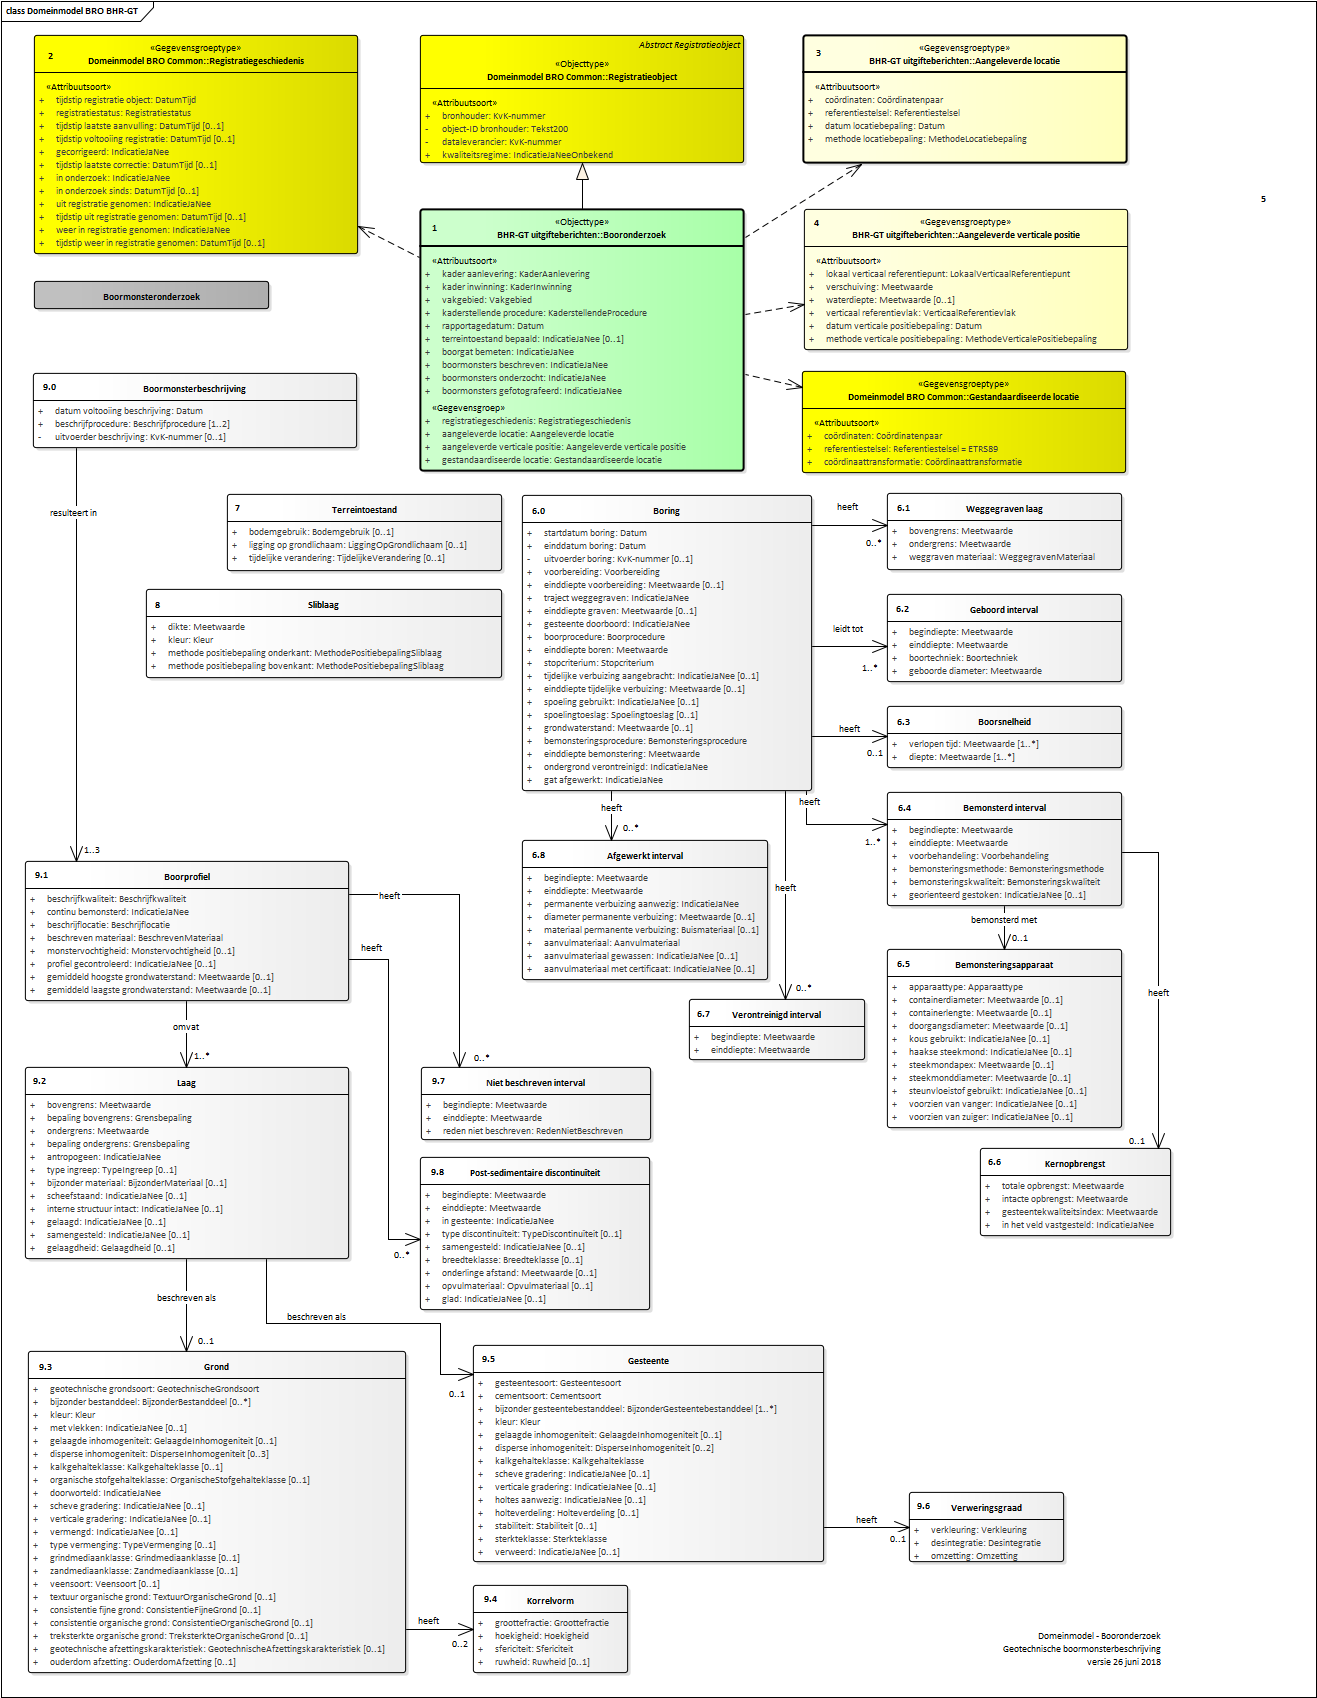 class Domeinmodel BRO BHR-GT
2
«Gegevensgroeptype»
Domeinmodel BRO Common::Registratiegeschiedenis
«Attribuutsoort»
+ tijdstip registratie object: DatumTijd
+ registratiestatus: Registratiestatus
+ tijdstip laatste aanvulling: DatumTijd [0..1]
+ tijdstip voltooiing registratie: DatumTijd [0..1]
+ gecorrigeerd: IndicatieJaNee
+ tijdstip laatste correctie: DatumTijd [0..1]
+ in onderzoek: IndicatieJaNee
+ in onderzoek sinds: DatumTijd [0..1]
+ uit registratie genomen: IndicatieJaNee
+ tijdstip uit registratie genomen: DatumTijd [0..1]
+ weer in registratie genomen: IndicatieJaNee
+ tijdstip weer in registratie genomen: DatumTijd [0..1]
Abstract Registratieobject
«Objecttype»
Domeinmodel BRO Common::Registratieobject
«Attribuutsoort»
+ bronhouder: KvK-nummer
- object-ID bronhouder: Tekst200
- dataleverancier: KvK-nummer
+ kwaliteitsregime: IndicatieJaNeeOnbekend
3
«Gegevensgroeptype»
BHR-GT uitgifteberichten::Aangeleverde locatie
«Attribuutsoort»
+ coördinaten: Coördinatenpaar
+ referentiestelsel: Referentiestelsel
+ datum locatiebepaling: Datum
+ methode locatiebepaling: MethodeLocatiebepaling
5
1
«Objecttype»
BHR-GT uitgifteberichten::Booronderzoek
«Attribuutsoort»
+ kader aanlevering: KaderAanlevering
+ kader inwinning: KaderInwinning
+ vakgebied: Vakgebied
+ kaderstellende procedure: KaderstellendeProcedure
+ rapportagedatum: Datum
+ terreintoestand bepaald: IndicatieJaNee [0..1]
+ boorgat bemeten: IndicatieJaNee
+ boormonsters beschreven: IndicatieJaNee
+ boormonsters onderzocht: IndicatieJaNee
+ boormonsters gefotografeerd: IndicatieJaNee
«Gegevensgroep»
+ registratiegeschiedenis: Registratiegeschiedenis
+ aangeleverde locatie: Aangeleverde locatie
+ aangeleverde verticale positie: Aangeleverde verticale positie
+ gestandaardiseerde locatie: Gestandaardiseerde locatie
4
«Gegevensgroeptype»
BHR-GT uitgifteberichten::Aangeleverde verticale positie
«Attribuutsoort»
+ lokaal verticaal referentiepunt: LokaalVerticaalReferentiepunt
+ verschuiving: Meetwaarde
+ waterdiepte: Meetwaarde [0..1]
+ verticaal referentievlak: VerticaalReferentievlak
+ datum verticale positiebepaling: Datum
+ methode verticale positiebepaling: MethodeVerticalePositiebepaling
«Gegevensgroeptype»
Domeinmodel BRO Common::Gestandaardiseerde locatie
«Attribuutsoort»
+ coördinaten: Coördinatenpaar
+ referentiestelsel: Referentiestelsel = ETRS89
+ coördinaattransformatie: Coördinaattransformatie
Boormonsteronderzoek
9.0 Boormonsterbeschrijving
+ datum voltooiing beschrijving: Datum
+ beschrijfprocedure: Beschrijfprocedure [1..2]
- uitvoerder beschrijving: KvK-nummer [0..1]
resulteert in
1..3
7 Terreintoestand
+ bodemgebruik: Bodemgebruik [0..1]
+ ligging op grondlichaam: LiggingOpGrondlichaam [0..1]
+ tijdelijke verandering: TijdelijkeVerandering [0..1]
8 Sliblaag
+ dikte: Meetwaarde
+ kleur: Kleur
+ methode positiebepaling onderkant: MethodePositiebepalingSliblaag
+ methode positiebepaling bovenkant: MethodePositiebepalingSliblaag
6.0 Boring
+ startdatum boring: Datum
+ einddatum boring: Datum
- uitvoerder boring: KvK-nummer [0..1]
+ voorbereiding: Voorbereiding
+ einddiepte voorbereiding: Meetwaarde [0..1]
+ traject weggegraven: IndicatieJaNee
+ einddiepte graven: Meetwaarde [0..1]
+ gesteente doorboord: IndicatieJaNee
+ boorprocedure: Boorprocedure
+ einddiepte boren: Meetwaarde
+ stopcriterium: Stopcriterium
+ tijdelijke verbuizing aangebracht: IndicatieJaNee [0..1]
+ einddiepte tijdelijke verbuizing: Meetwaarde [0..1]
+ spoeling gebruikt: IndicatieJaNee [0..1]
+ spoelingtoeslag: Spoelingtoeslag [0..1]
+ grondwaterstand: Meetwaarde [0..1]
+ bemonsteringsprocedure: Bemonsteringsprocedure
+ einddiepte bemonstering: Meetwaarde
+ ondergrond verontreinigd: IndicatieJaNee
+ gat afgewerkt: IndicatieJaNee
heeft
0..*
6.1 Weggegraven laag
+ bovengrens: Meetwaarde
+ ondergrens: Meetwaarde
+ weggraven materiaal: WeggegravenMateriaal
leidt tot
1..*
6.2 Geboord interval
+ begindiepte: Meetwaarde
+ einddiepte: Meetwaarde
+ boortechniek: Boortechniek
+ geboorde diameter: Meetwaarde
heeft
0..1
6.3 Boorsnelheid
+ verlopen tijd: Meetwaarde [1..*]
+ diepte: Meetwaarde [1..*]
heeft
1..*
6.4 Bemonsterd interval
+ begindiepte: Meetwaarde
+ einddiepte: Meetwaarde
+ voorbehandeling: Voorbehandeling
+ bemonsteringsmethode: Bemonsteringsmethode
+ bemonsteringskwaliteit: Bemonsteringskwaliteit
+ georienteerd gestoken: IndicatieJaNee [0..1]
heeft
0..*
6.8 Afgewerkt interval
+ begindiepte: Meetwaarde
+ einddiepte: Meetwaarde
+ permanente verbuizing aanwezig: IndicatieJaNee
+ diameter permanente verbuizing: Meetwaarde [0..1]
+ materiaal permanente verbuizing: Buismateriaal [0..1]
+ aanvulmateriaal: Aanvulmateriaal
+ aanvulmateriaal gewassen: IndicatieJaNee [0..1]
+ aanvulmateriaal met certificaat: IndicatieJaNee [0..1]
heeft
0..*
6.7 Verontreinigd interval
+ begindiepte: Meetwaarde
+ einddiepte: Meetwaarde
bemonsterd met
0..1
6.5 Bemonsteringsapparaat
+ apparaattype: Apparaattype
+ containerdiameter: Meetwaarde [0..1]
+ containerlengte: Meetwaarde [0..1]
+ doorgangsdiameter: Meetwaarde [0..1]
+ kous gebruikt: IndicatieJaNee [0..1]
+ haakse steekmond: IndicatieJaNee [0..1]
+ steekmondapex: Meetwaarde [0..1]
+ steekmonddiameter: Meetwaarde [0..1]
+ steunvloeistof gebruikt: IndicatieJaNee [0..1]
+ voorzien van vanger: IndicatieJaNee [0..1]
+ voorzien van zuiger: IndicatieJaNee [0..1]
heeft
0..1
6.6 Kernopbrengst
+ totale opbrengst: Meetwaarde
+ intacte opbrengst: Meetwaarde
+ gesteentekwaliteitsindex: Meetwaarde
+ in het veld vastgesteld: IndicatieJaNee
9.1 Boorprofiel
+ beschrijfkwaliteit: Beschrijfkwaliteit
+ continu bemonsterd: IndicatieJaNee
+ beschrijflocatie: Beschrijflocatie
+ beschreven materiaal: BeschrevenMateriaal
+ monstervochtigheid: Monstervochtigheid [0..1]
+ profiel gecontroleerd: IndicatieJaNee [0..1]
+ gemiddeld hoogste grondwaterstand: Meetwaarde [0..1]
+ gemiddeld laagste grondwaterstand: Meetwaarde [0..1]
heeft
0..*
heeft
0..*
omvat
1..*
9.2 Laag
+ bovengrens: Meetwaarde
+ bepaling bovengrens: Grensbepaling
+ ondergrens: Meetwaarde
+ bepaling ondergrens: Grensbepaling
+ antropogeen: IndicatieJaNee
+ type ingreep: TypeIngreep [0..1]
+ bijzonder materiaal: BijzonderMateriaal [0..1]
+ scheefstaand: IndicatieJaNee [0..1]
+ interne structuur intact: IndicatieJaNee [0..1]
+ gelaagd: IndicatieJaNee [0..1]
+ samengesteld: IndicatieJaNee [0..1]
+ gelaagdheid: Gelaagdheid [0..1]
9.7 Niet beschreven interval
+ begindiepte: Meetwaarde
+ einddiepte: Meetwaarde
+ reden niet beschreven: RedenNietBeschreven
9.8 Post-sedimentaire discontinuiteit
+ begindiepte: Meetwaarde
+ einddiepte: Meetwaarde
+ in gesteente: IndicatieJaNee
+ type discontinuiteit: TypeDiscontinuiteit [0..1]
+ samengesteld: IndicatieJaNee [0..1]
+ breedteklasse: Breedteklasse [0..1]
+ onderlinge afstand: Meetwaarde [0..1]
+ opvulmateriaal: Opvulmateriaal [0..1]
+ glad: IndicatieJaNee [0..1]
beschreven als
0..1
beschreven als
0..1
9.3 Grond
+ geotechnische grondsoort: GeotechnischeGrondsoort
+ bijzonder bestanddeel: BijzonderBestanddeel [0..*]
+ kleur: Kleur
+ met vlekken: IndicatieJaNee [0..1]
+ gelaagde inhomogeniteit: GelaagdeInhomogeniteit [0..1]
+ disperse inhomogeniteit: DisperseInhomogeniteit [0..3]
+ kalkgehalteklasse: Kalkgehalteklasse [0..1]
+ organische stofgehalteklasse: OrganischeStofgehalteklasse [0..1]
+ doorworteld: IndicatieJaNee
+ scheve gradering: IndicatieJaNee [0..1]
+ verticale gradering: IndicatieJaNee [0..1]
+ vermengd: IndicatieJaNee [0..1]
+ type vermenging: TypeVermenging [0..1]
+ grindmediaanklasse: Grindmediaanklasse [0..1]
+ zandmediaanklasse: Zandmediaanklasse [0..1]
+ veensoort: Veensoort [0..1]
+ textuur organische grond: TextuurOrganischeGrond [0..1]
+ consistentie fijne grond: ConsistentieFijneGrond [0..1]
+ consistentie organische grond: ConsistentieOrganischeGrond [0..1]
+ treksterkte organische grond: TreksterkteOrganischeGrond [0..1]
+ geotechnische afzettingskarakteristiek: GeotechnischeAfzettingskarakteristiek [0..1]
+ ouderdom afzetting: OuderdomAfzetting [0..1]
9.5 Gesteente
+ gesteentesoort: Gesteentesoort
+ cementsoort: Cementsoort
+ bijzonder gesteentebestanddeel: BijzonderGesteentebestanddeel [1..*]
+ kleur: Kleur
+ gelaagde inhomogeniteit: GelaagdeInhomogeniteit [0..1]
+ disperse inhomogeniteit: DisperseInhomogeniteit [0..2]
+ kalkgehalteklasse: Kalkgehalteklasse
+ scheve gradering: IndicatieJaNee [0..1]
+ verticale gradering: IndicatieJaNee [0..1]
+ holtes aanwezig: IndicatieJaNee [0..1]
+ holteverdeling: Holteverdeling [0..1]
+ stabiliteit: Stabiliteit [0..1]
+ sterkteklasse: Sterkteklasse
+ verweerd: IndicatieJaNee [0..1]
heeft
0..1
9.6 Verweringsgraad
+ verkleuring: Verkleuring
+ desintegratie: Desintegratie
+ omzetting: Omzetting
heeft
0..2
9.4 Korrelvorm
+ groottefractie: Groottefractie
+ hoekigheid: Hoekigheid
+ sfericiteit: Sfericiteit
+ ruwheid: Ruwheid [0..1]
Domeinmodel - Booronderzoek
Geotechnische boormonsterbeschrijving
versie 26 juni 2018